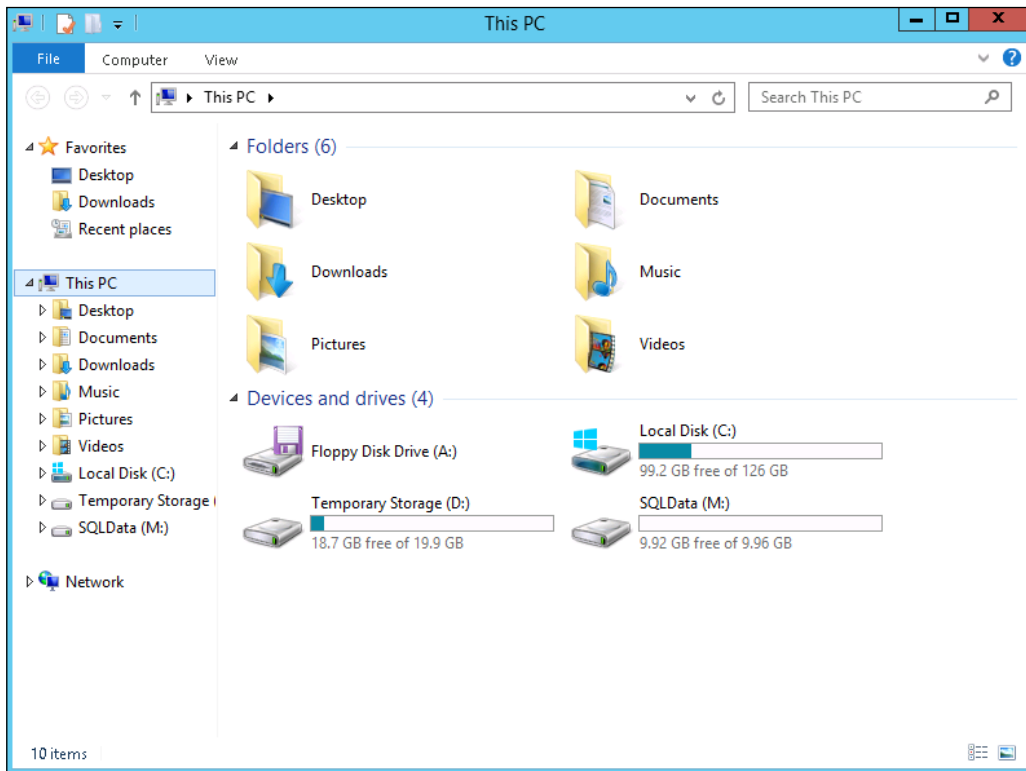 This PC
File Computer View
This PC
Search This PC
Favorites
Desktop
Downloads
Recent places
This PC
Desktop
Documents
Downloads
Music
Pictures
Videos
Local Disk (C:)
Temporary Storage (
SQLData (M:)
Network
Folders (6)
Desktop Documents
Downloads Music
Pictures Videos
Devices and drives (4)
Floppy Disk Drive (A:)
Local Disk (C:)
99.2 GB free of 126 GB
Temporary Storage (D:)
18.7 GB free of 19.9 GB
SQLData (M:)
9.92 GB free of 9.96 GB
10 items